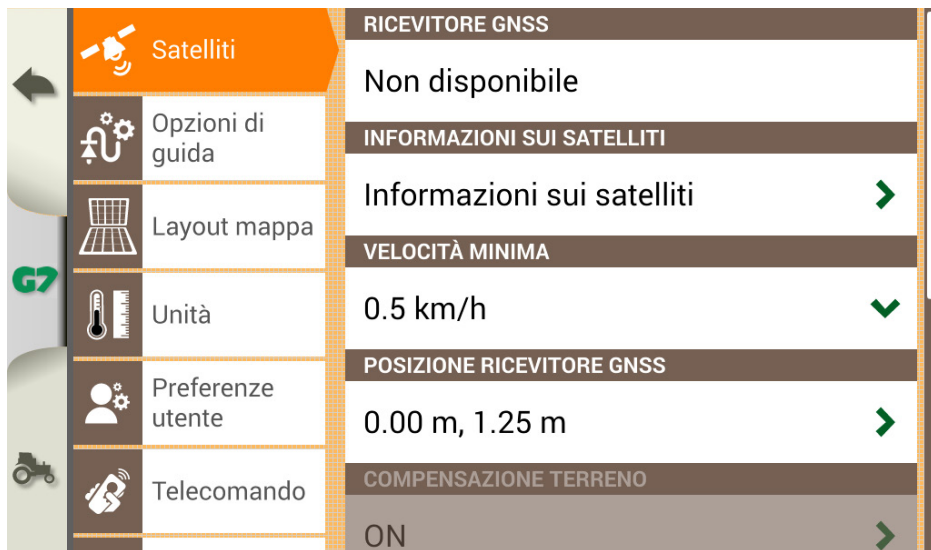 Satelliti
Opzioni di
guida
Layout mappa
Unità
Preferenze
utente
Telecomando
G7
RICEVITORE GNSS
Non disponibile
INFORMAZIONI SUI SATELLITI
Informazioni sui satelliti
VELOCITÀ MINIMA
0.5 km/h
POSIZIONE RICEVITORE GNSS
0.00 m, 1.25 m
COMPENSAZIONE TERRENO
ON